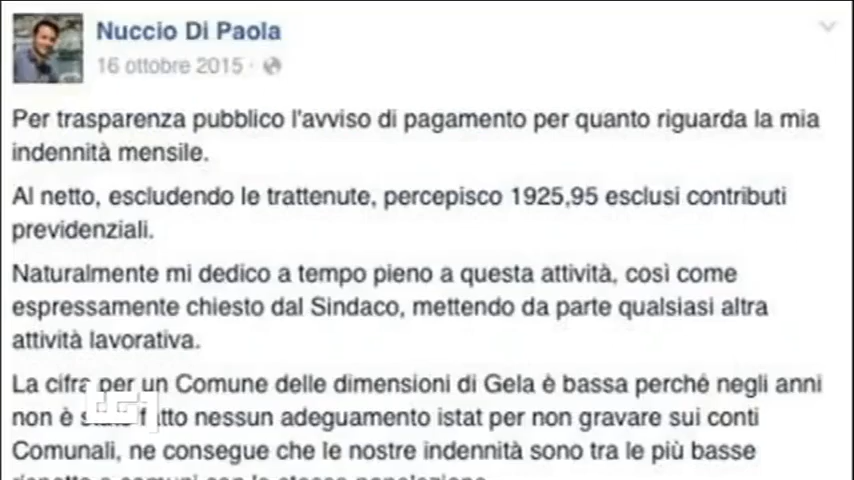 Nuccio Di Paola
16 ottobre 2015 ·
Per trasparenza pubblico l'avviso di pagamento per quanto riguarda la mia
indennità mensile.
Al netto, escludendo le trattenute, percepisco 1925,95 esclusi contributi
previdenziali.
Naturalmente mi dedico a tempo pieno a questa attività, così come
espressamente chiesto dal Sindaco, mettendo da parte qualsiasi altra
attività lavorativa.
La cifra per un Comune delle dimensioni di Gela è bassa perché negli anni
non è fatto nessun adeguamento istat per non gravare sui conti
Comunali, ne consegue che le nostre indennità sono tra le più basse